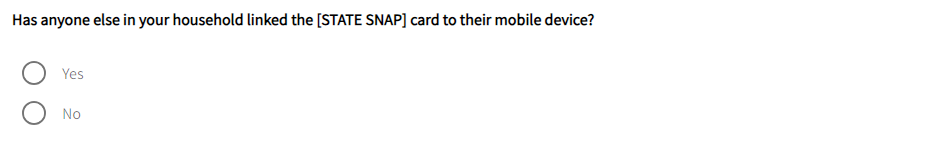 Has anyone else in your household linked the [STATE SNAP] card to their mobile device?
Yes
No